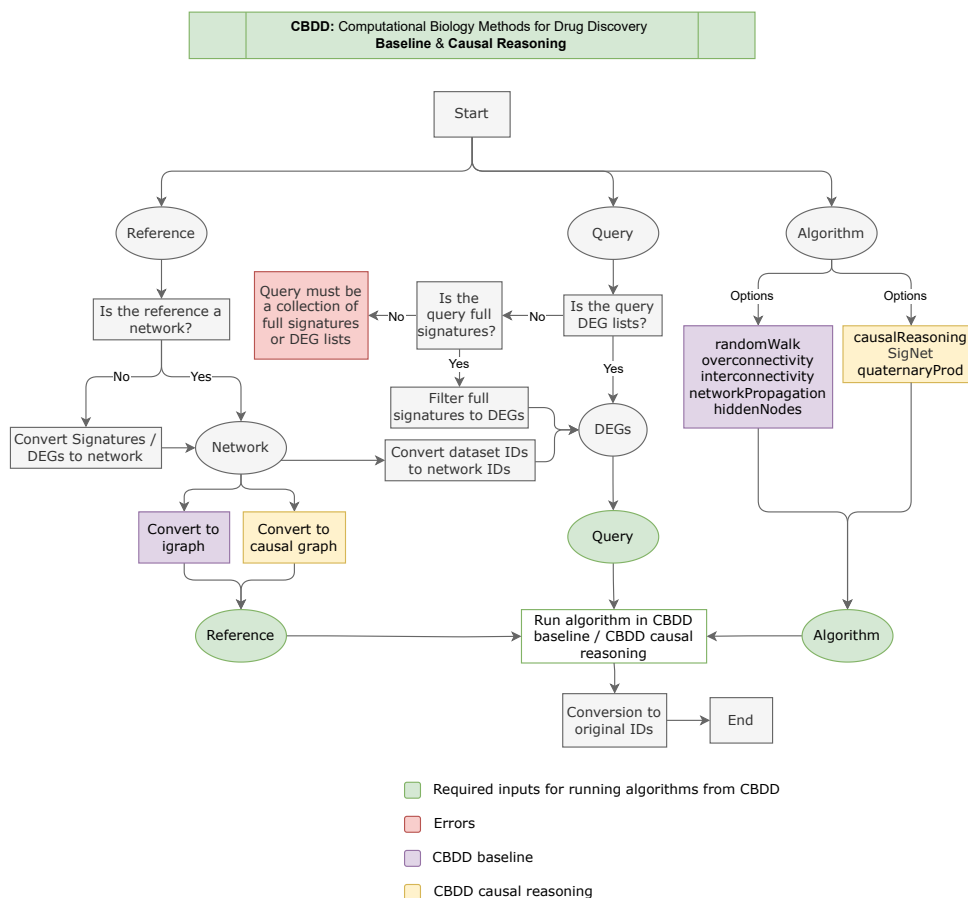 CBDD: Computational Biology Methods for Drug Discovery
Baseline & Causal Reasoning
Start
Reference
Query
Algorithm
Is the reference a
network?
Query must be
a collection of
full signatures
or DEG lists
No
Is the
query full
signatures?
No
Is the query
DEG lists?
Options
Options
randomWalk
overconnectivity
interconnectivity
networkPropagation
hiddenNodes
causalReasoning
SigNet
quaternaryProd
No
Yes
Yes
Yes
Filter full
signatures to DEGs
Convert Signatures /
DEGs to network
Network
Convert dataset IDs
to network IDs
DEGs
Convert to
igraph
Convert to
causal graph
Query
Reference
Run algorithm in CBDD
baseline / CBDD causal
reasoning
Algorithm
Conversion to
original IDs
End
Required inputs for running algorithms from CBDD
Errors
CBDD baseline
CBDD causal reasoning